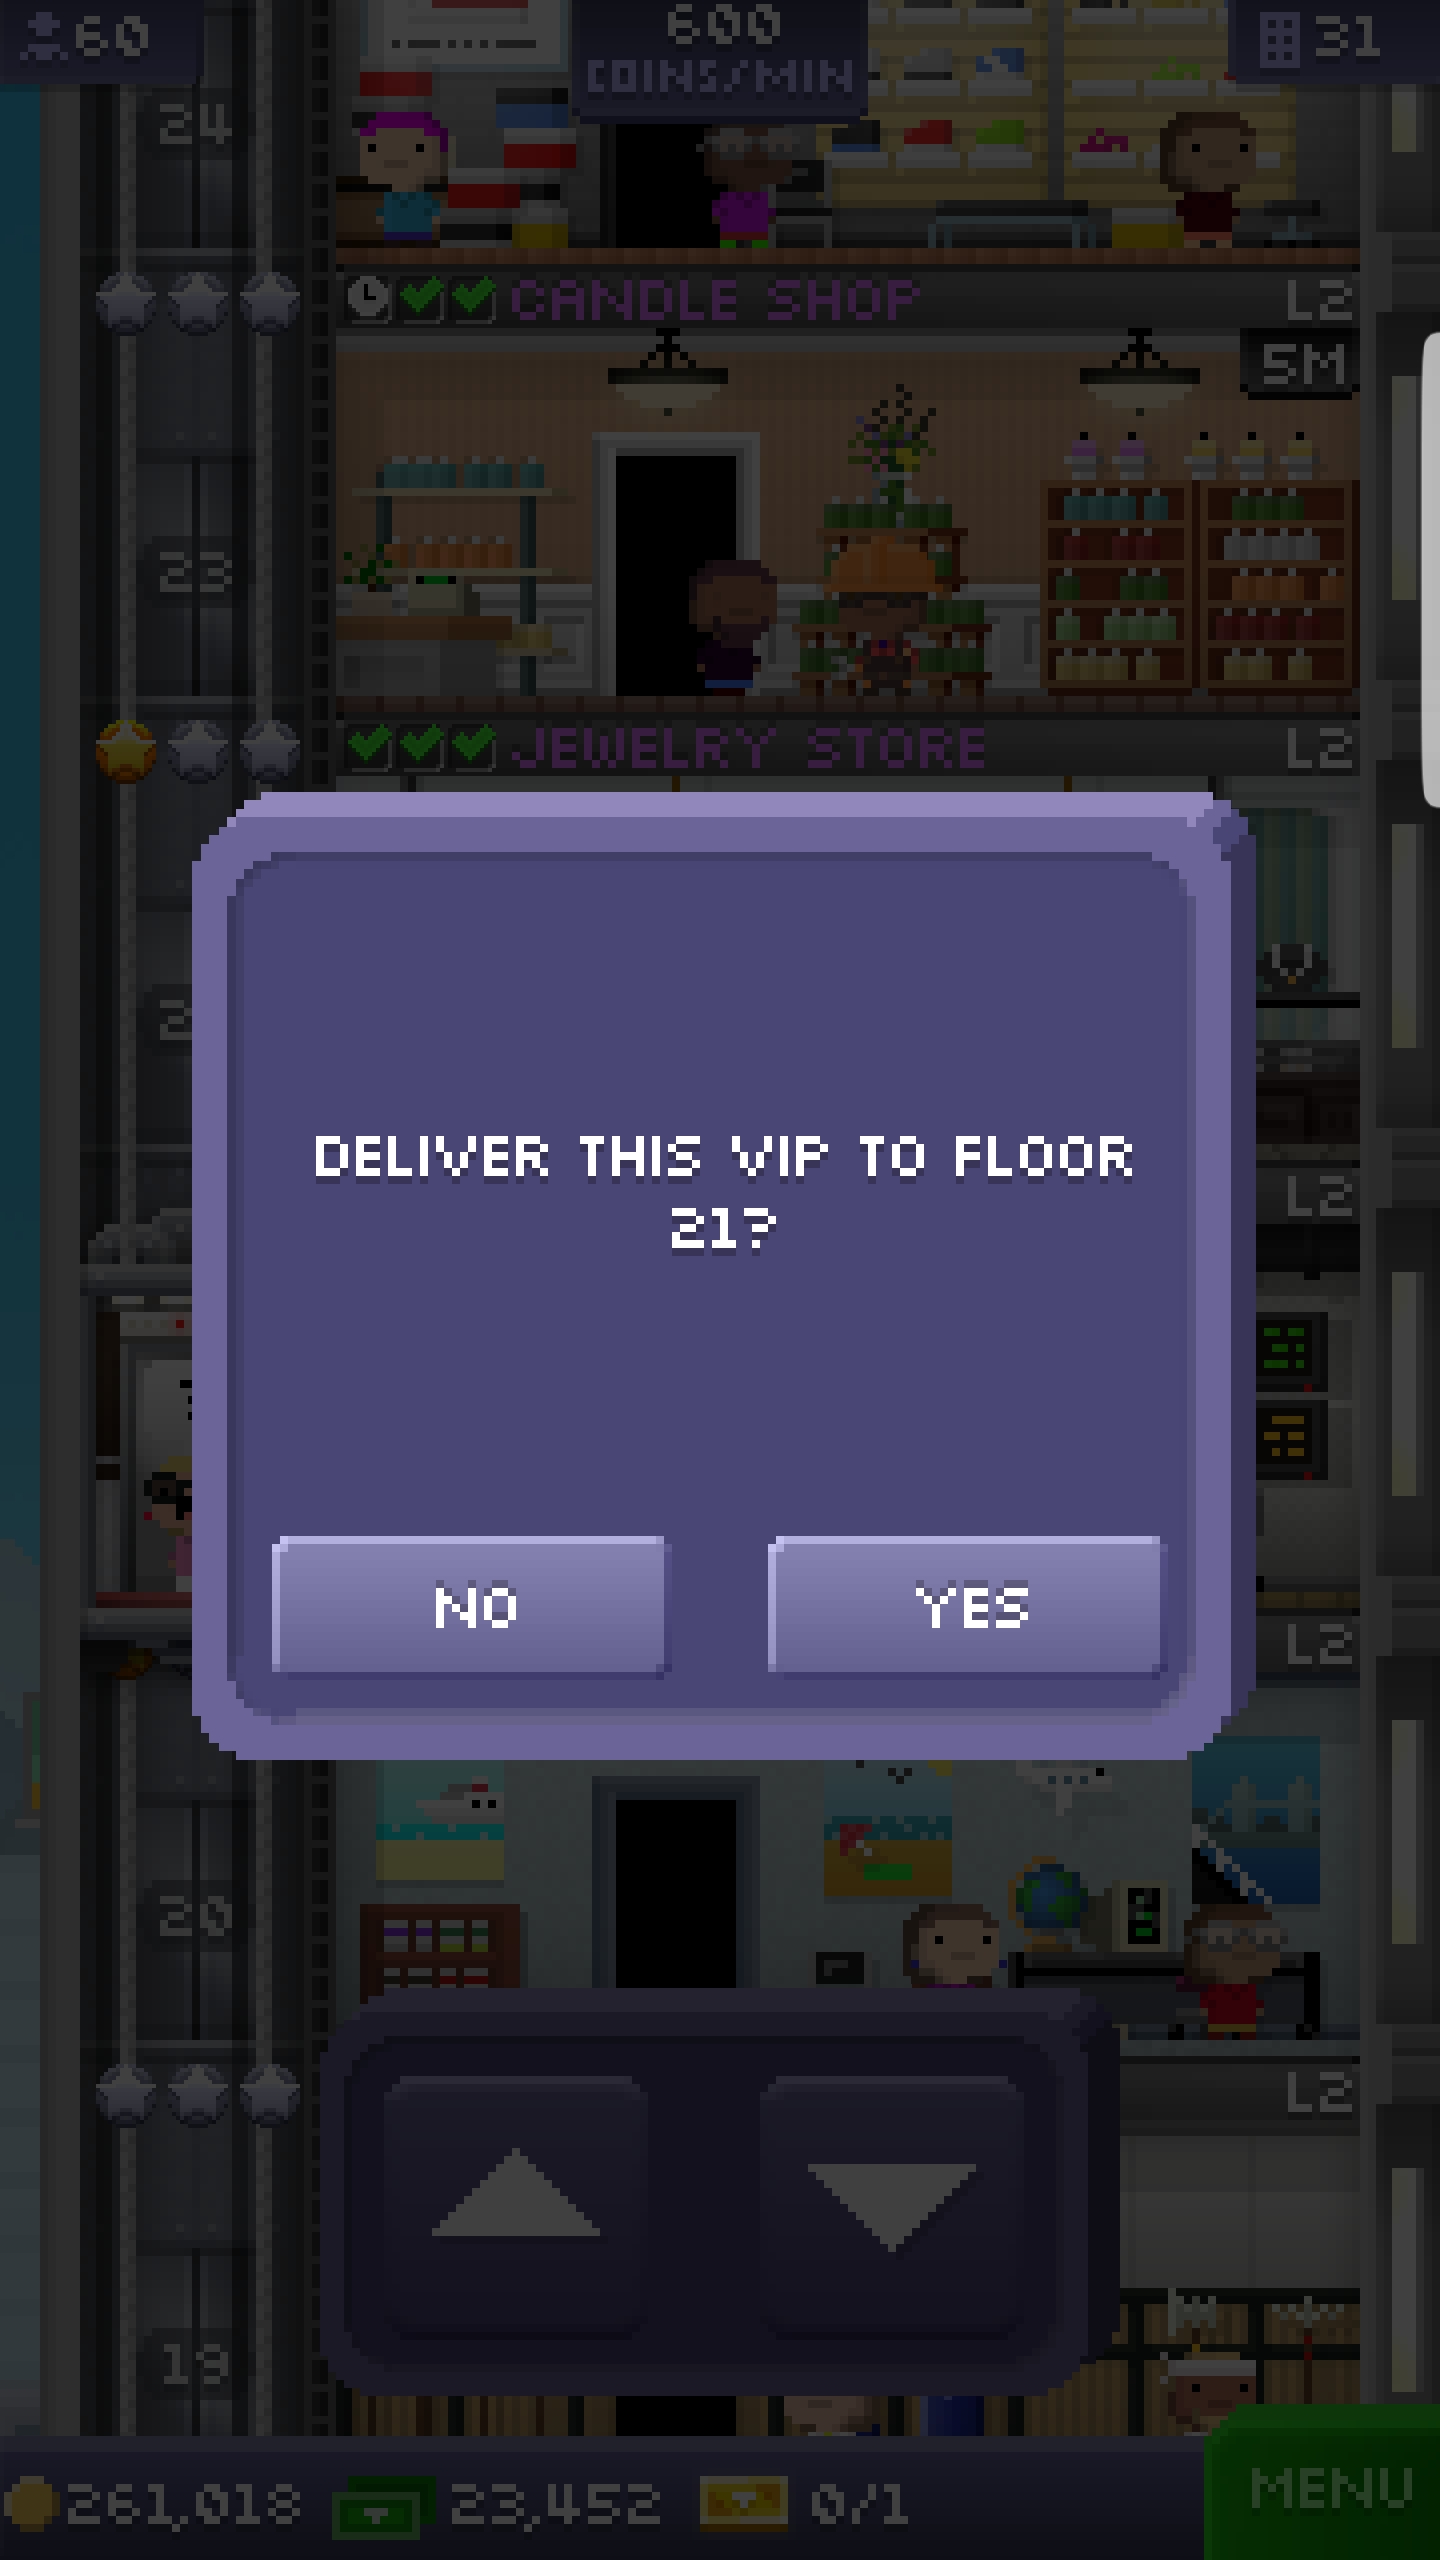 60
600
COINS/MIN
31
24
CANDLE SHOP L2
5M
23
JEWELRY STORE L2
L2
DELIVER THIS VIP TO FLOOR
21?
NO YES
L2
20
L2
19
261,018 23,452 0/1 MENU